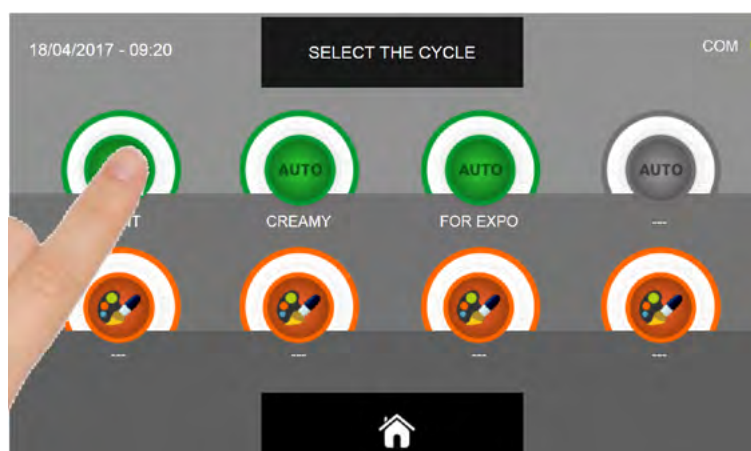 18/04/2017 - 09:20
SELECT THE CYCLE
COM
AUTO
AUTO
AUTO
CREAMY
FOR EXPO
---
---
---
---
---